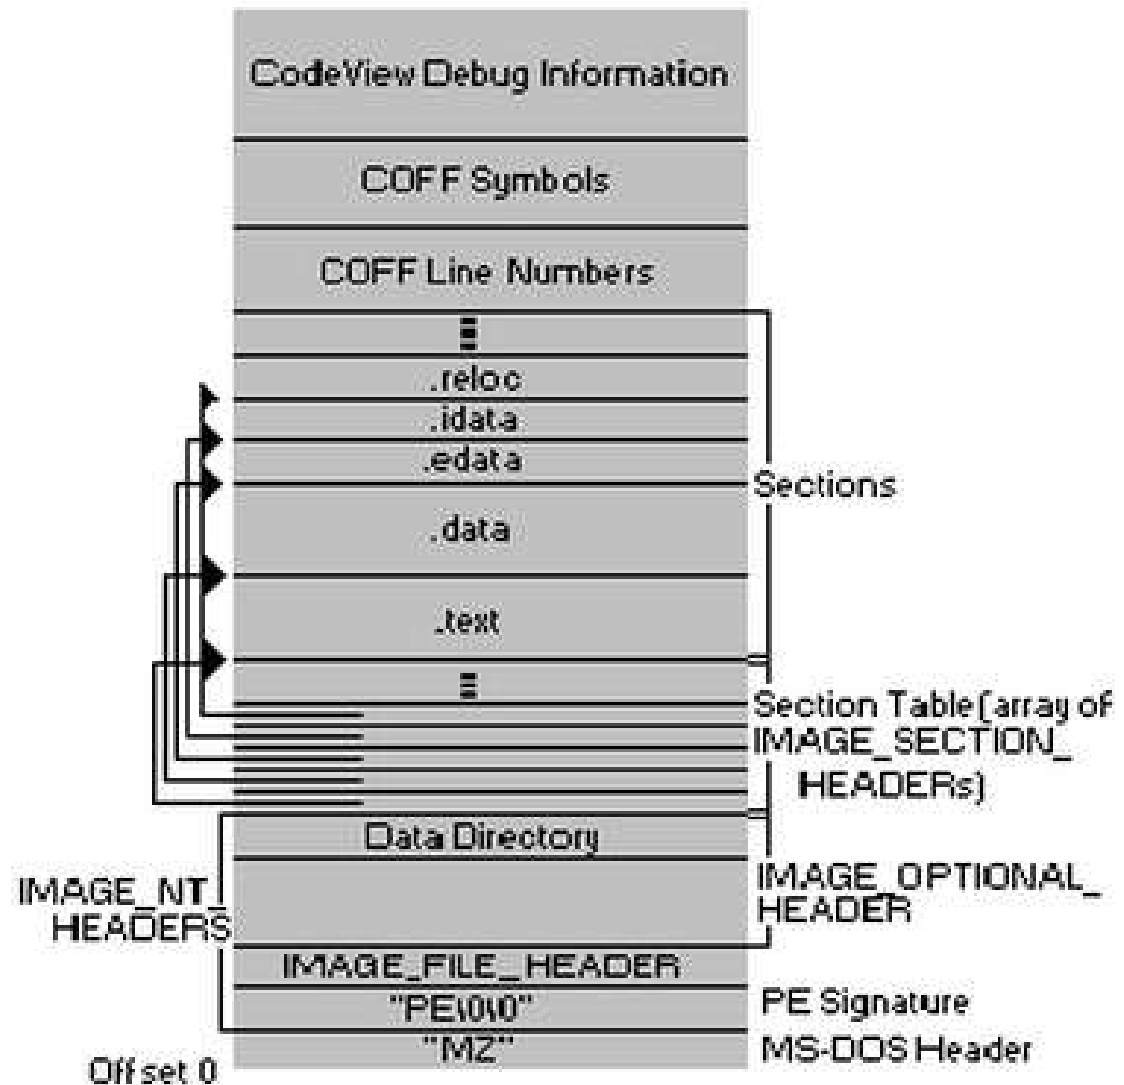 CodeView Debug Information
COFF Symbols
COFF Line Numbers
.reloc
.idata
.edata
Sections
.data
.text
Section Table (array of
IMAGE_SECTION_
HEADERs)
Data Directory
IMAGE_NT_
HEADERS
IMAGE_OPTIONAL_
HEADER
IMAGE_FILE_HEADER
"PE\0\0"
PE Signature
"MZ"
MS-DOS Header
Offset 0